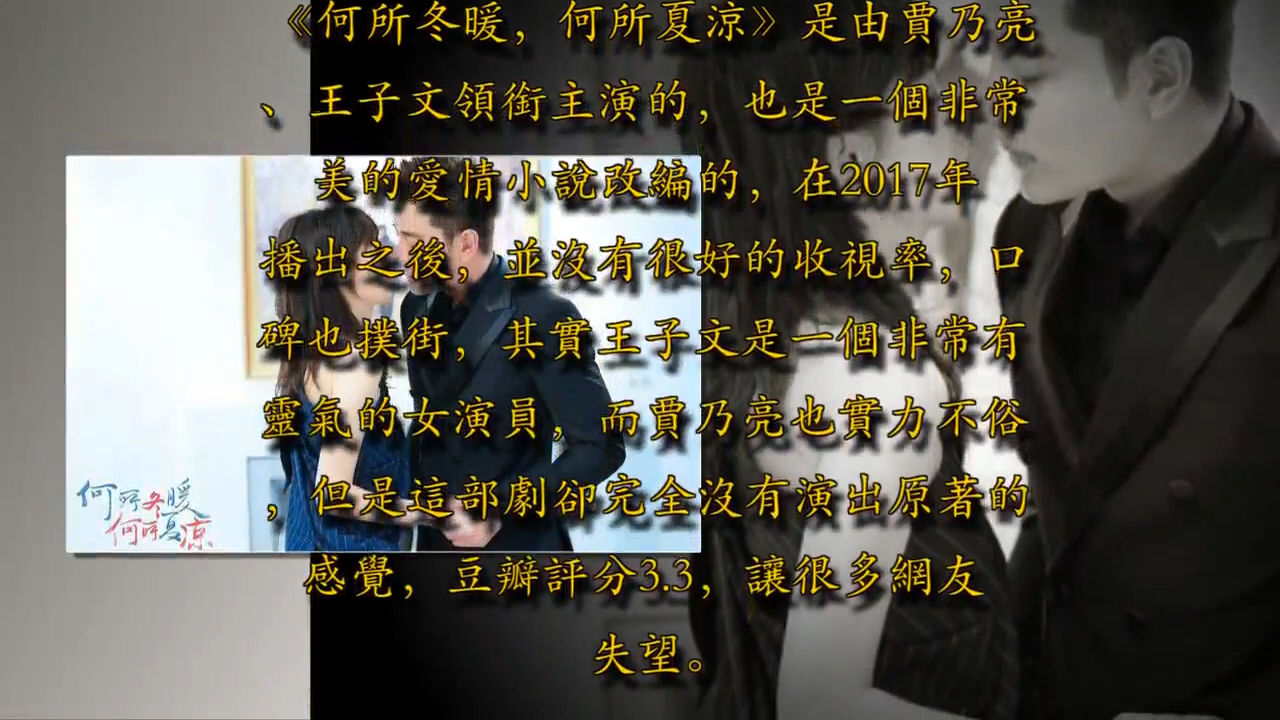 《何所冬暖，何所夏涼》是由賈乃亮
、王子文領銜主演的，也是一個非常
美的愛情小說改編的，在2017年
播出之後，並沒有很好的收視率，口
碑也撲街，其實王子文是一個非常有
靈氣的女演員，而賈乃亮也實力不俗
，但是這部劇卻完全沒有演出原著的
感覺，豆瓣評分3.3，讓很多網友
失望。
何所冬暖
何所夏涼